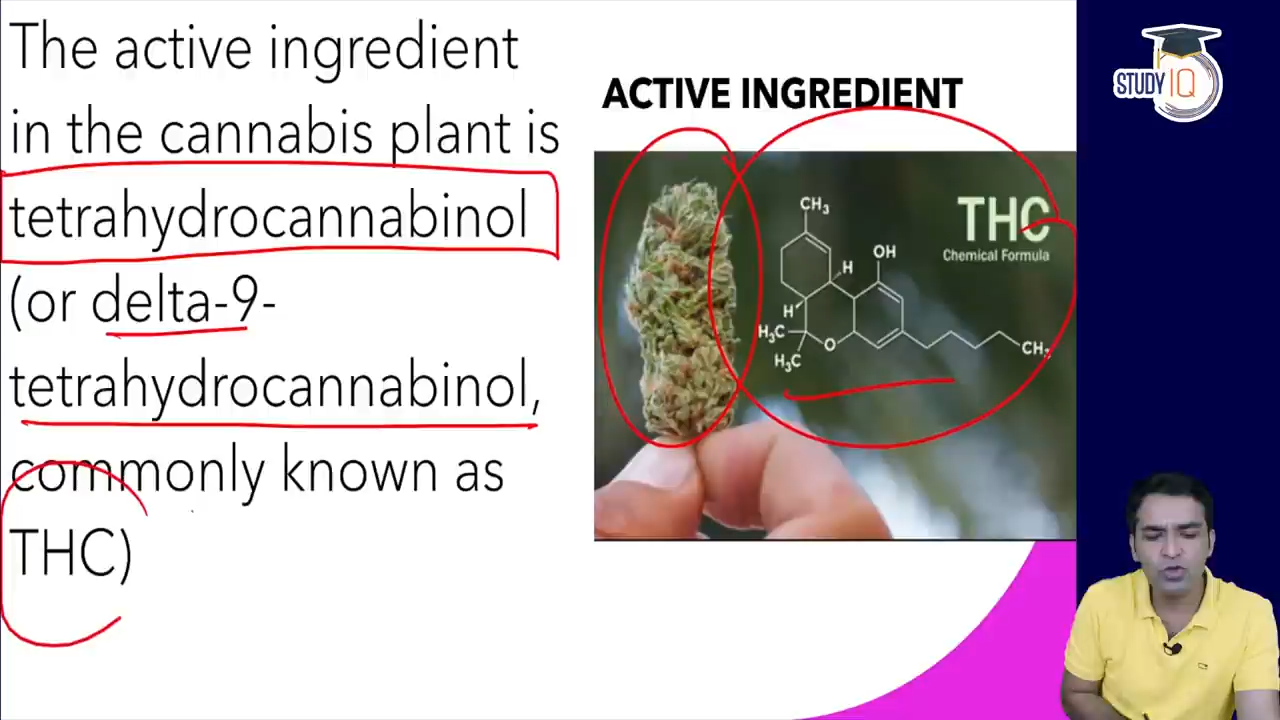 The active ingredient
in the cannabis plant is
tetrahydrocannabinol
(or delta-9-
tetrahydrocannabinol,
commonly known as
THC)
ACTIVE INGREDIENT
THC
Chemical Formula
CH3
OH
H
H
H3C
O
H3C
CH3
STUDY IQ